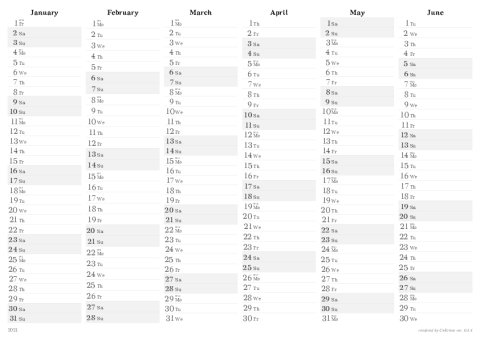 January
1 Fr
2 Sa
3 Su
4 Mo
5 Tu
6 We
7 Th
8 Fr
9 Sa
10 Su
11 Mo
12 Tu
13 We
14 Th
15 Fr
16 Sa
17 Su
18 Mo
19 Tu
20 We
21 Th
22 Fr
23 Sa
24 Su
25 Mo
26 Tu
27 We
28 Th
29 Fr
30 Sa
31 Su
February
1 Mo
2 Tu
3 We
4 Th
5 Fr
6 Sa
7 Su
8 Mo
9 Tu
10 We
11 Th
12 Fr
13 Sa
14 Su
15 Mo
16 Tu
17 We
18 Th
19 Fr
20 Sa
21 Su
22 Mo
23 Tu
24 We
25 Th
26 Fr
27 Sa
28 Su
March
1 Mo
2 Tu
3 We
4 Th
5 Fr
6 Sa
7 Su
8 Mo
9 Tu
10 We
11 Th
12 Fr
13 Sa
14 Su
15 Mo
16 Tu
17 We
18 Th
19 Fr
20 Sa
21 Su
22 Mo
23 Tu
24 We
25 Th
26 Fr
27 Sa
28 Su
29 Mo
30 Tu
31 We
April
1 Th
2 Fr
3 Sa
4 Su
5 Mo
6 Tu
7 We
8 Th
9 Fr
10 Sa
11 Su
12 Mo
13 Tu
14 We
15 Th
16 Fr
17 Sa
18 Su
19 Mo
20 Tu
21 We
22 Th
23 Fr
24 Sa
25 Su
26 Mo
27 Tu
28 We
29 Th
30 Fr
May
1 Sa
2 Su
3 Mo
4 Tu
5 We
6 Th
7 Fr
8 Sa
9 Su
10 Mo
11 Tu
12 We
13 Th
14 Fr
15 Sa
16 Su
17 Mo
18 Tu
19 We
20 Th
21 Fr
22 Sa
23 Su
24 Mo
25 Tu
26 We
27 Th
28 Fr
29 Sa
30 Su
31 Mo
June
1 Tu
2 We
3 Th
4 Fr
5 Sa
6 Su
7 Mo
8 Tu
9 We
10 Th
11 Fr
12 Sa
13 Su
14 Mo
15 Tu
16 We
17 Th
18 Fr
19 Sa
20 Su
21 Mo
22 Tu
23 We
24 Th
25 Fr
26 Sa
27 Su
28 Mo
29 Tu
30 We
2021